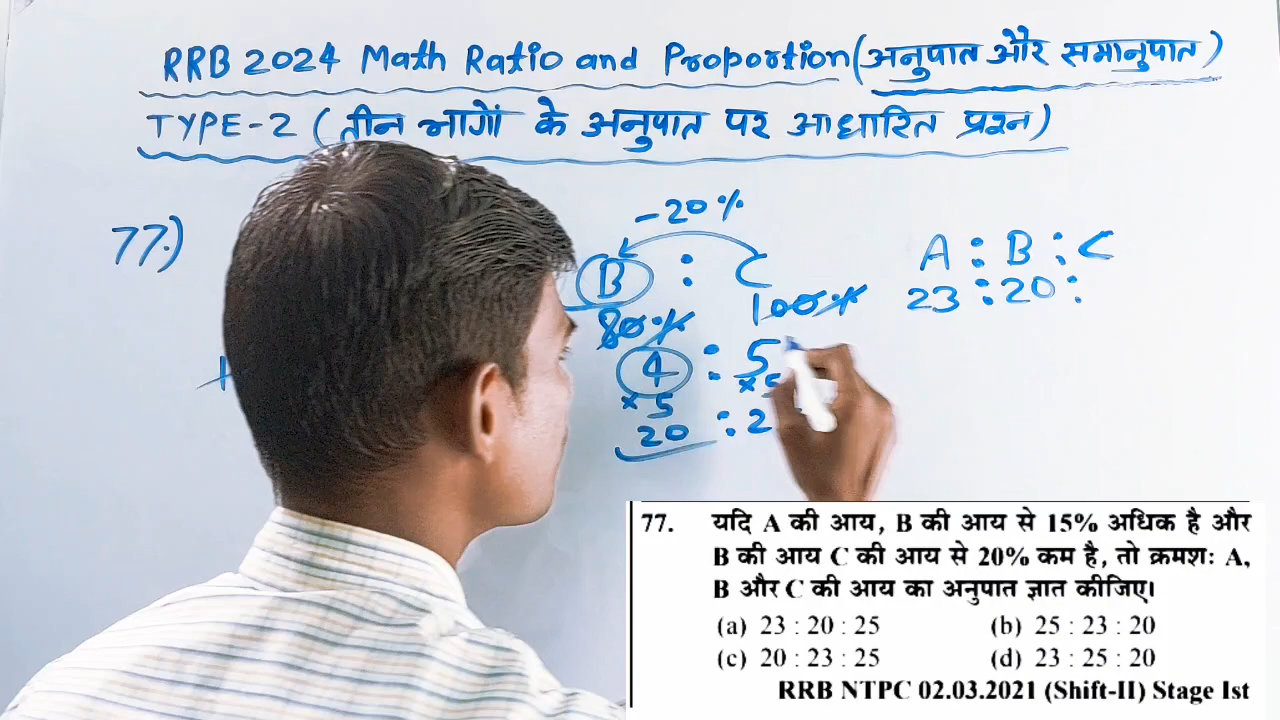 RRB 2024 Math Ratio and Proportion (अनुपात और समानुपात)
TYPE-2 (तीन भागों के अनुपात पर आधारित प्रश्न)
77.)
-20%
B : C
80% 100%
4 : 5
×5 ×5
20 : 2
A : B : C
23 : 20 :
77. यदि A की आय, B की आय से 15% अधिक है और
B की आय C की आय से 20% कम है, तो क्रमशः A,
B और C की आय का अनुपात ज्ञात कीजिए।
(a) 23 : 20 : 25 (b) 25 : 23 : 20
(c) 20 : 23 : 25 (d) 23 : 25 : 20
RRB NTPC 02.03.2021 (Shift-II) Stage Ist